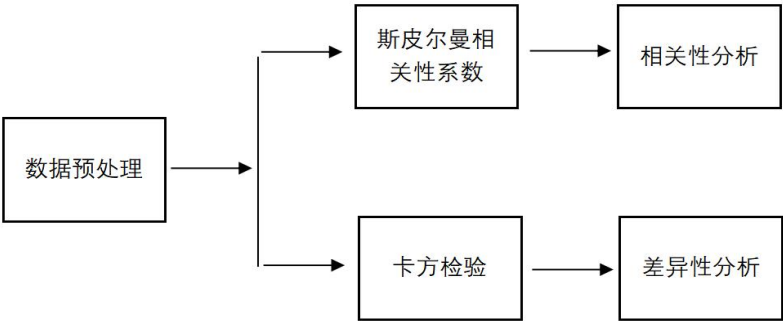 数据预处理
斯皮尔曼相
关性系数
相关性分析
卡方检验
差异性分析